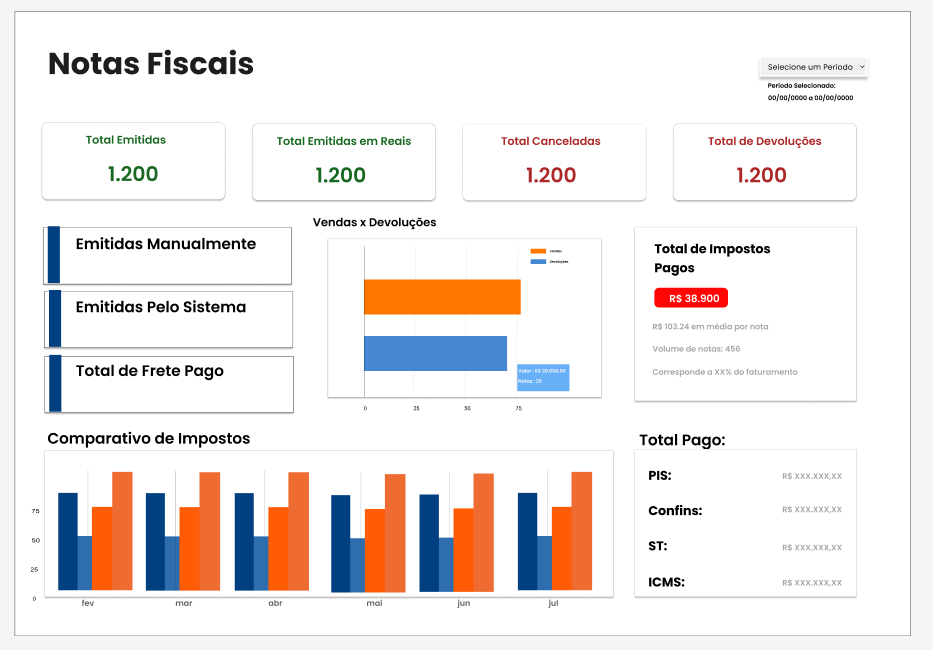 Notas Fiscais
Selecione um Período
Período Selecionado:
00/00/0000 a 00/00/0000
Total Emitidas
1.200
Total Emitidas em Reais
1.200
Total Canceladas
1.200
Total de Devoluções
1.200
Emitidas Manualmente
Emitidas Pelo Sistema
Total de Frete Pago
Vendas x Devoluções
Vendas
Devoluções
Valor : R$ 20.000,00
Notas : 25
0
25
50
75
Total de Impostos
Pagos
R$ 38.900
R$ 103.24 em média por nota
Volume de notas: 456
Corresponde a XX% do faturamento
Comparativo de Impostos
75
50
25
0
fev
mar
abr
mai
jun
jul
Total Pago:
PIS:
R$ XXX.XXX,XX
Confins:
R$ XXX.XXX,XX
ST:
R$ XXX.XXX,XX
ICMS:
R$ XXX.XXX,XX